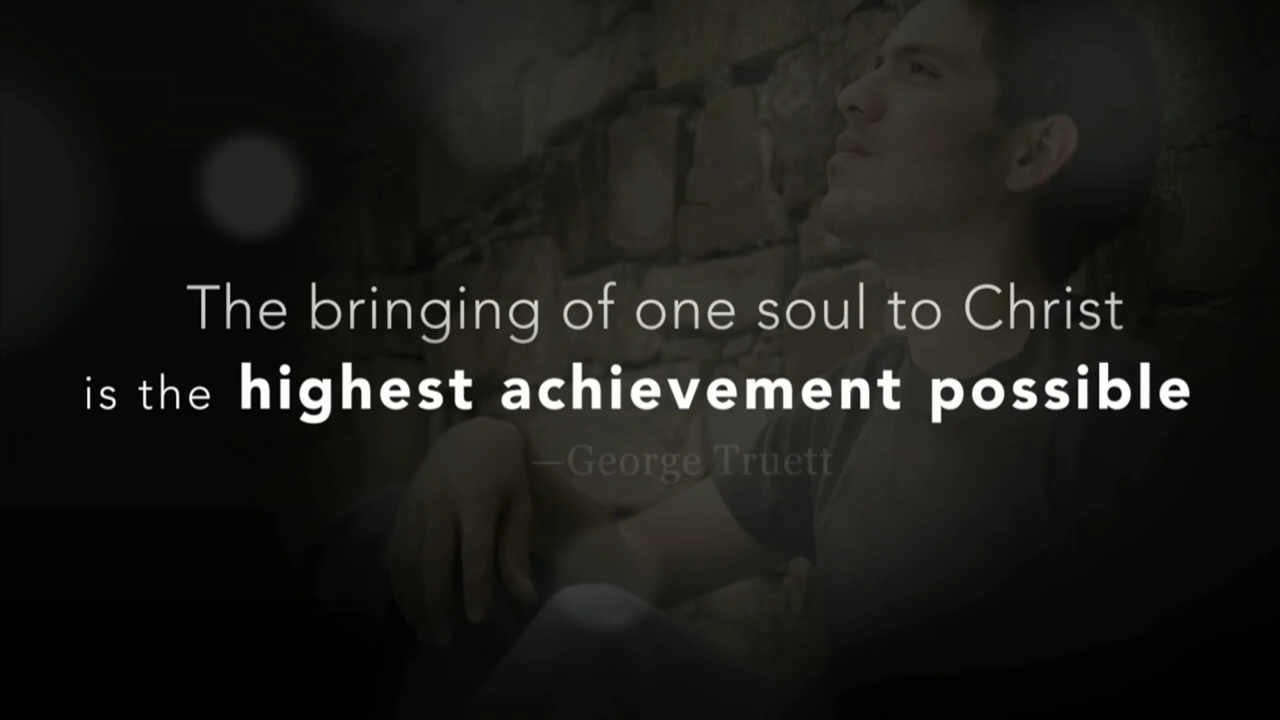 The bringing of one soul to Christ
is the highest achievement possible
—George Truett